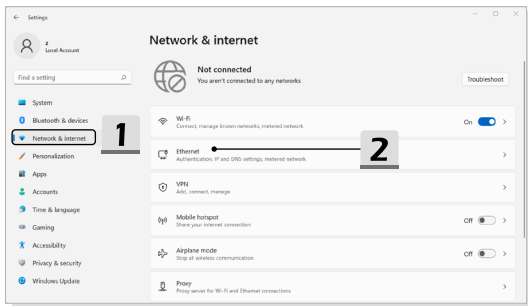 Settings
z
Local Account
Find a setting
System
Bluetooth & devices
Network & internet
Personalization
Apps
Accounts
Time & language
Gaming
Accessibility
Privacy & security
Windows Update
1
Network & internet
Not connected
You aren't connected to any networks
Troubleshoot
Wi-Fi
Connect, manage known networks, metered network
On
Ethernet
Authentication, IP and DNS settings, metered network
2
VPN
Add, connect, manage
Mobile hotspot
Share your internet connection
Off
Airplane mode
Stop all wireless communication
Off
Proxy
Proxy server for Wi-Fi and Ethernet connections